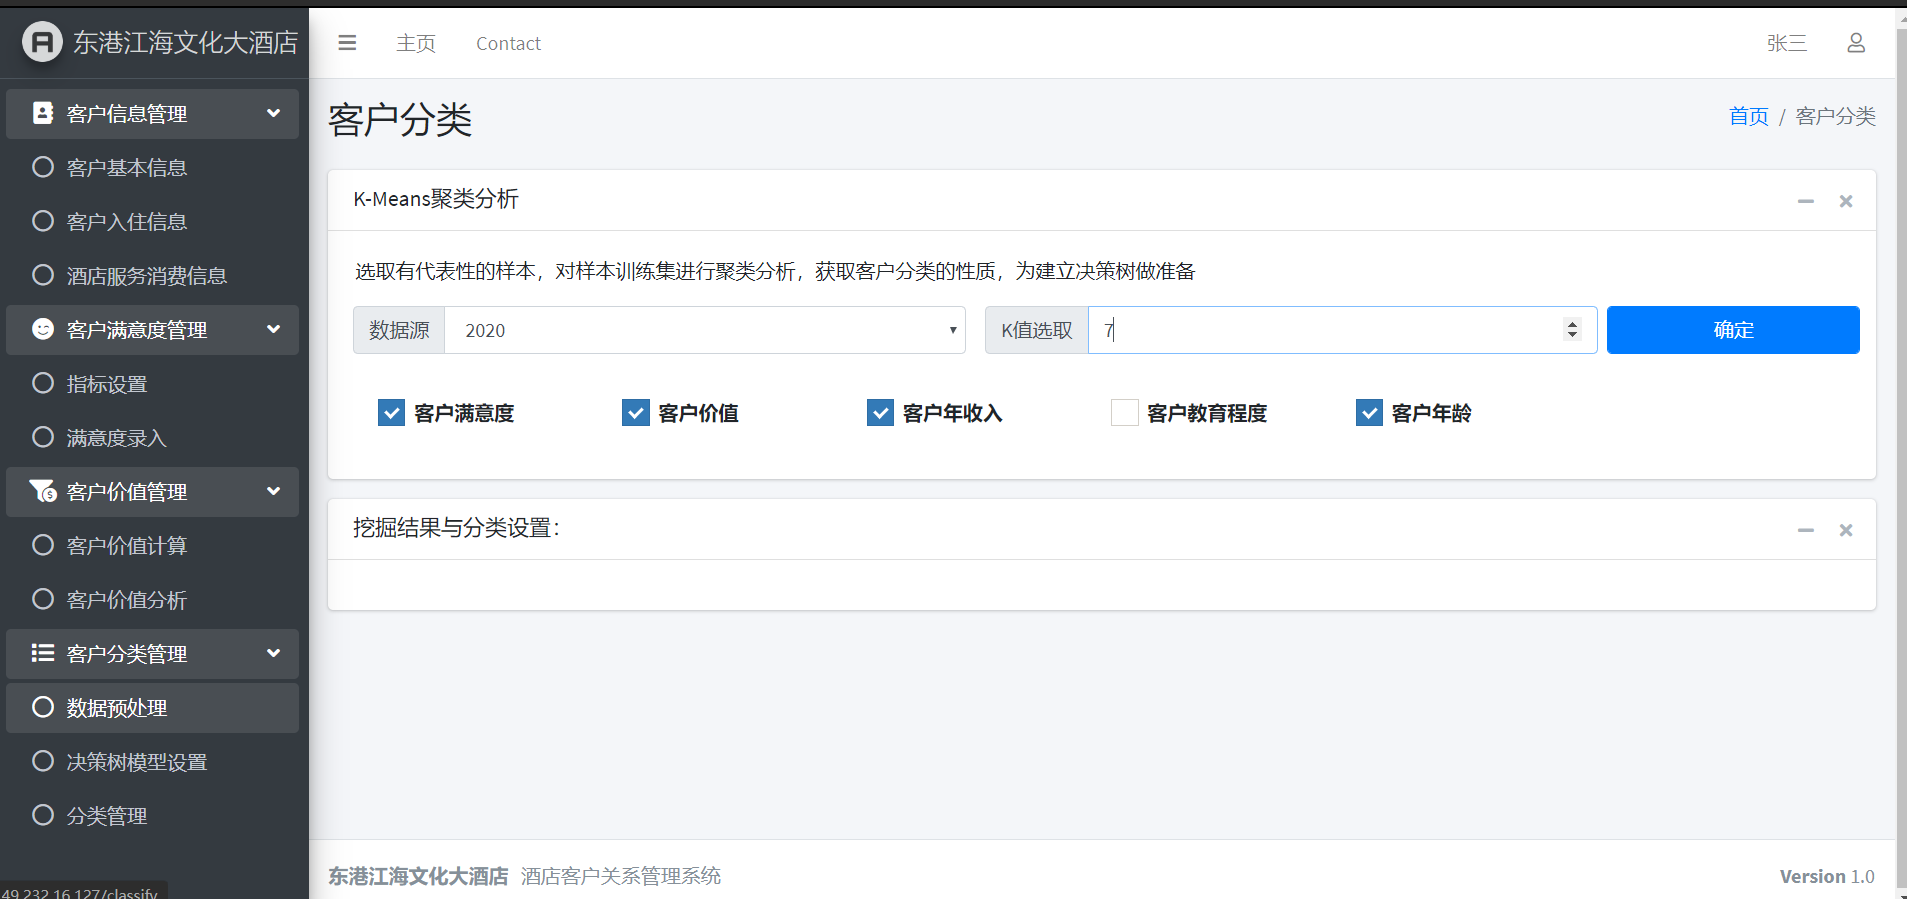 东港江海文化大酒店
主页
Contact
张三
客户信息管理
客户基本信息
客户入住信息
酒店服务消费信息
客户满意度管理
指标设置
满意度录入
客户价值管理
客户价值计算
客户价值分析
客户分类管理
数据预处理
决策树模型设置
分类管理
49.232.16.127/classify
客户分类
首页 / 客户分类
K-Means聚类分析
选取有代表性的样本，对样本训练集进行聚类分析，获取客户分类的性质，为建立决策树做准备
数据源 2020
K值选取 7
确定
客户满意度 客户价值 客户年收入 客户教育程度 客户年龄
挖掘结果与分类设置：
东港江海文化大酒店 酒店客户关系管理系统
Version 1.0